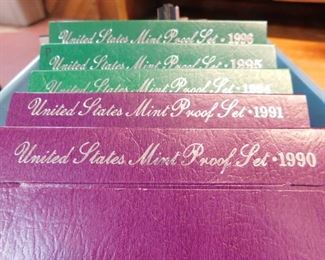 United States Mint Proof Set • 1996
United States Mint Proof Set • 1995
United States Mint Proof Set • 1994
United States Mint Proof Set • 1991
United States Mint Proof Set • 1990